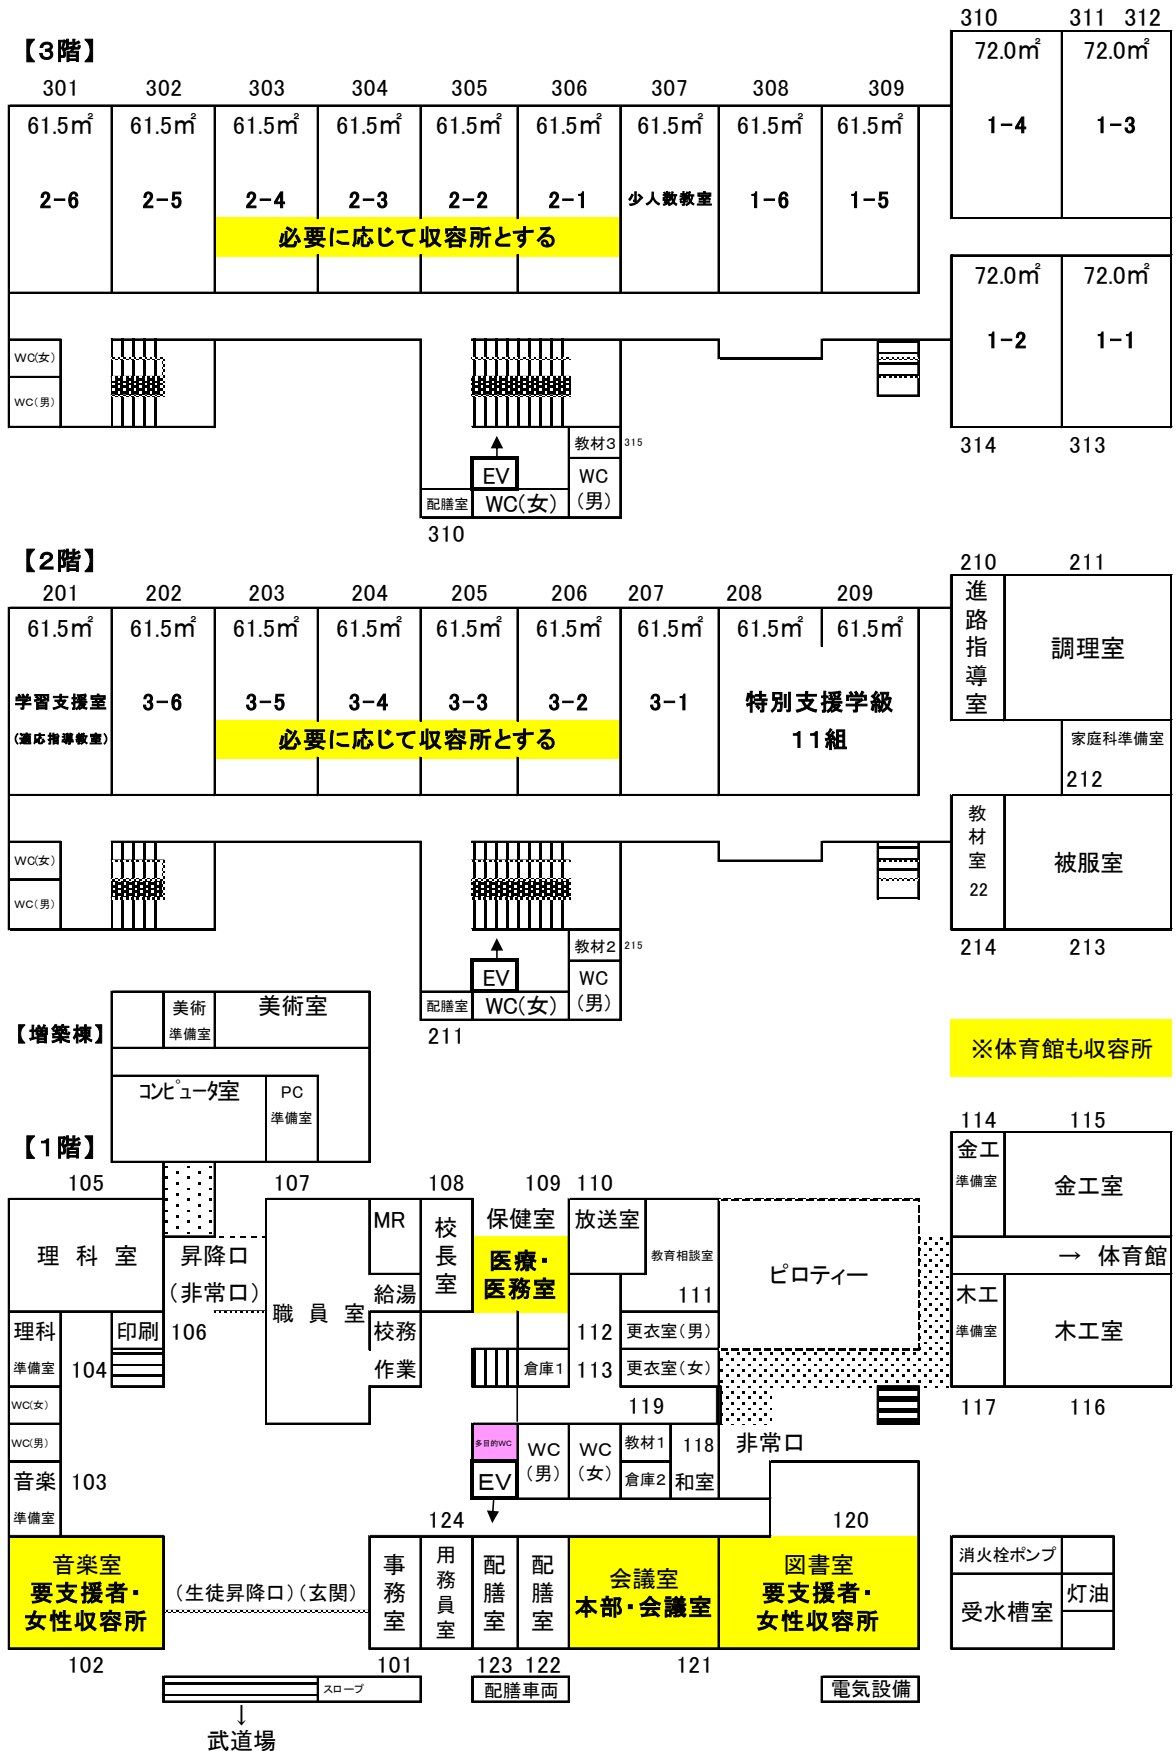 310 311 312
【3階】
72.0㎡ 72.0㎡
301 302 303 304 305 306 307 308 309
61.5㎡ 61.5㎡ 61.5㎡ 61.5㎡ 61.5㎡ 61.5㎡ 61.5㎡ 61.5㎡ 61.5㎡
1-4 1-3
2-6 2-5 2-4 2-3 2-2 2-1 少人数教室 1-6 1-5
必要に応じて収容所とする
72.0㎡ 72.0㎡
1-2 1-1
WC(女)
WC(男)
教材3 315
314 313
EV
WC
(男)
配膳室 WC(女)
310
【2階】
210 211
201 202 203 204 205 206 207 208 209
61.5㎡ 61.5㎡ 61.5㎡ 61.5㎡ 61.5㎡ 61.5㎡ 61.5㎡ 61.5㎡ 61.5㎡
進路指導室
調理室
学習支援室
(適応指導教室)
3-6 3-5 3-4 3-3 3-2 3-1 特別支援学級
11組
必要に応じて収容所とする
家庭科準備室
212
教材室
22
被服室
WC(女)
WC(男)
教材2 215
214 213
EV
WC
(男)
配膳室 WC(女)
211
【増築棟】
美術
準備室
美術室
※体育館も収容所
コンピュータ室
PC
準備室
【1階】
114 115
105 107 108 109 110
金工
準備室
金工室
理科室
昇降口
(非常口)
職員室
MR
校長室
保健室
医療・
医務室
放送室
教育相談室
ピロティー
→ 体育館
給湯
111
木工
準備室
木工室
理科
準備室
104
印刷
106
校務
作業
112
更衣室(男)
倉庫1
113
更衣室(女)
WC(女)
119
117 116
WC(男)
多目的WC
WC
(男)
WC
(女)
教材1
118
非常口
音楽
準備室
103
EV
倉庫2
和室
124
120
音楽室
要支援者・
女性収容所
(生徒昇降口)(玄関)
事務室
用務員室
配膳室
配膳室
会議室
本部・会議室
図書室
要支援者・
女性収容所
消火栓ポンプ
受水槽室
灯油
102 101 123 122 121
スロープ
配膳車両
電気設備
↓
武道場